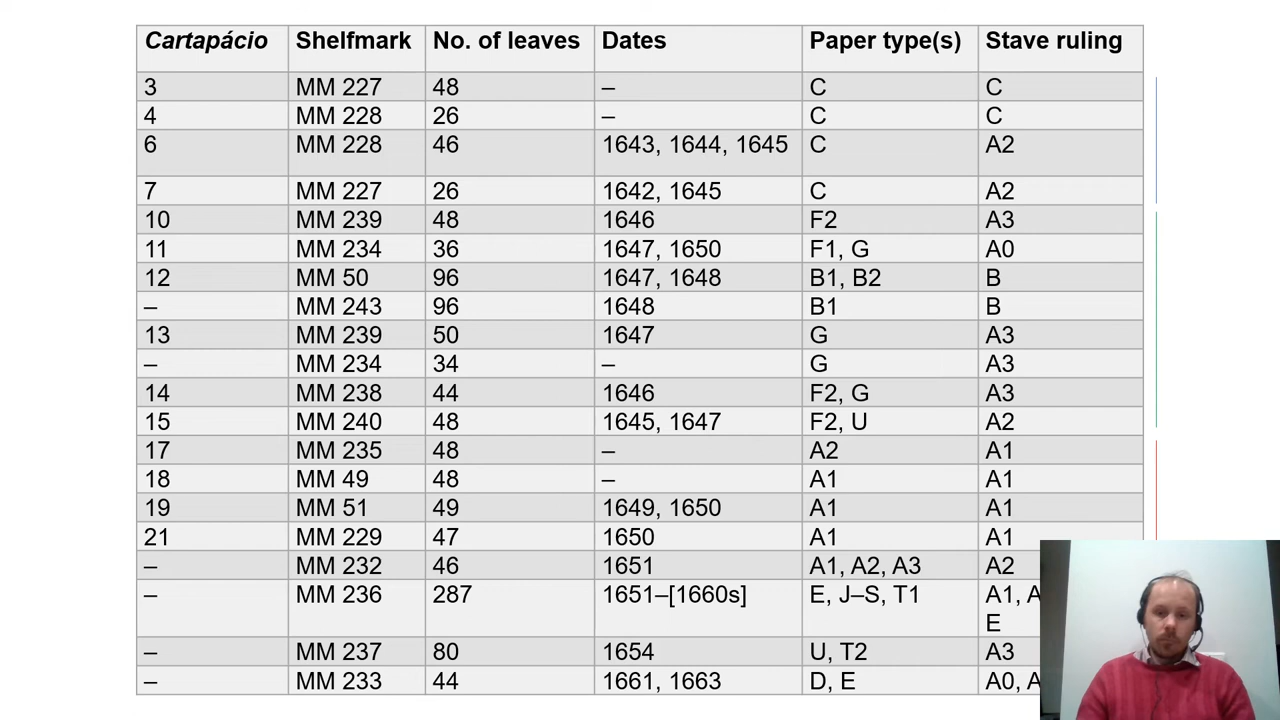 Cartapácio Shelfmark No. of leaves Dates Paper type(s) Stave ruling
3 MM 227 48 – C C
4 MM 228 26 – C C
6 MM 228 46 1643, 1644, 1645 C A2
7 MM 227 26 1642, 1645 C A2
10 MM 239 48 1646 F2 A3
11 MM 234 36 1647, 1650 F1, G A0
12 MM 50 96 1647, 1648 B1, B2 B
– MM 243 96 1648 B1 B
13 MM 239 50 1647 G A3
– MM 234 34 – G A3
14 MM 238 44 1646 F2, G A3
15 MM 240 48 1645, 1647 F2, U A2
17 MM 235 48 – A2 A1
18 MM 49 48 – A1 A1
19 MM 51 49 1649, 1650 A1 A1
21 MM 229 47 1650 A1 A1
– MM 232 46 1651 A1, A2, A3 A2
– MM 236 287 1651–[1660s] E, J–S, T1 A1,
E
– MM 237 80 1654 U, T2 A3
– MM 233 44 1661, 1663 D, E A0,